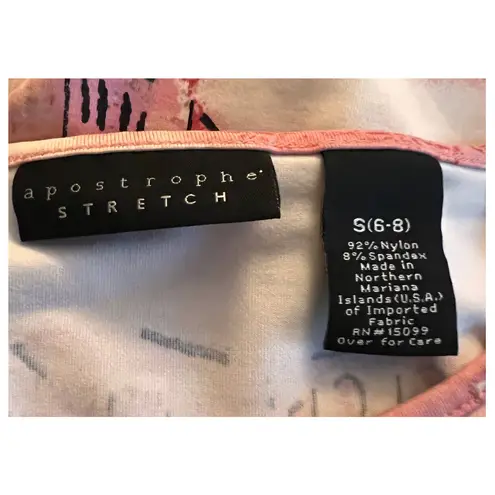 apostrophe®
STRETCH
S(6-8)
92% Nylon
8% Spandex
Made in
Northern
Mariana
Islands(U.S.A.)
of Imported
Fabric
RN#15099
Over for Care